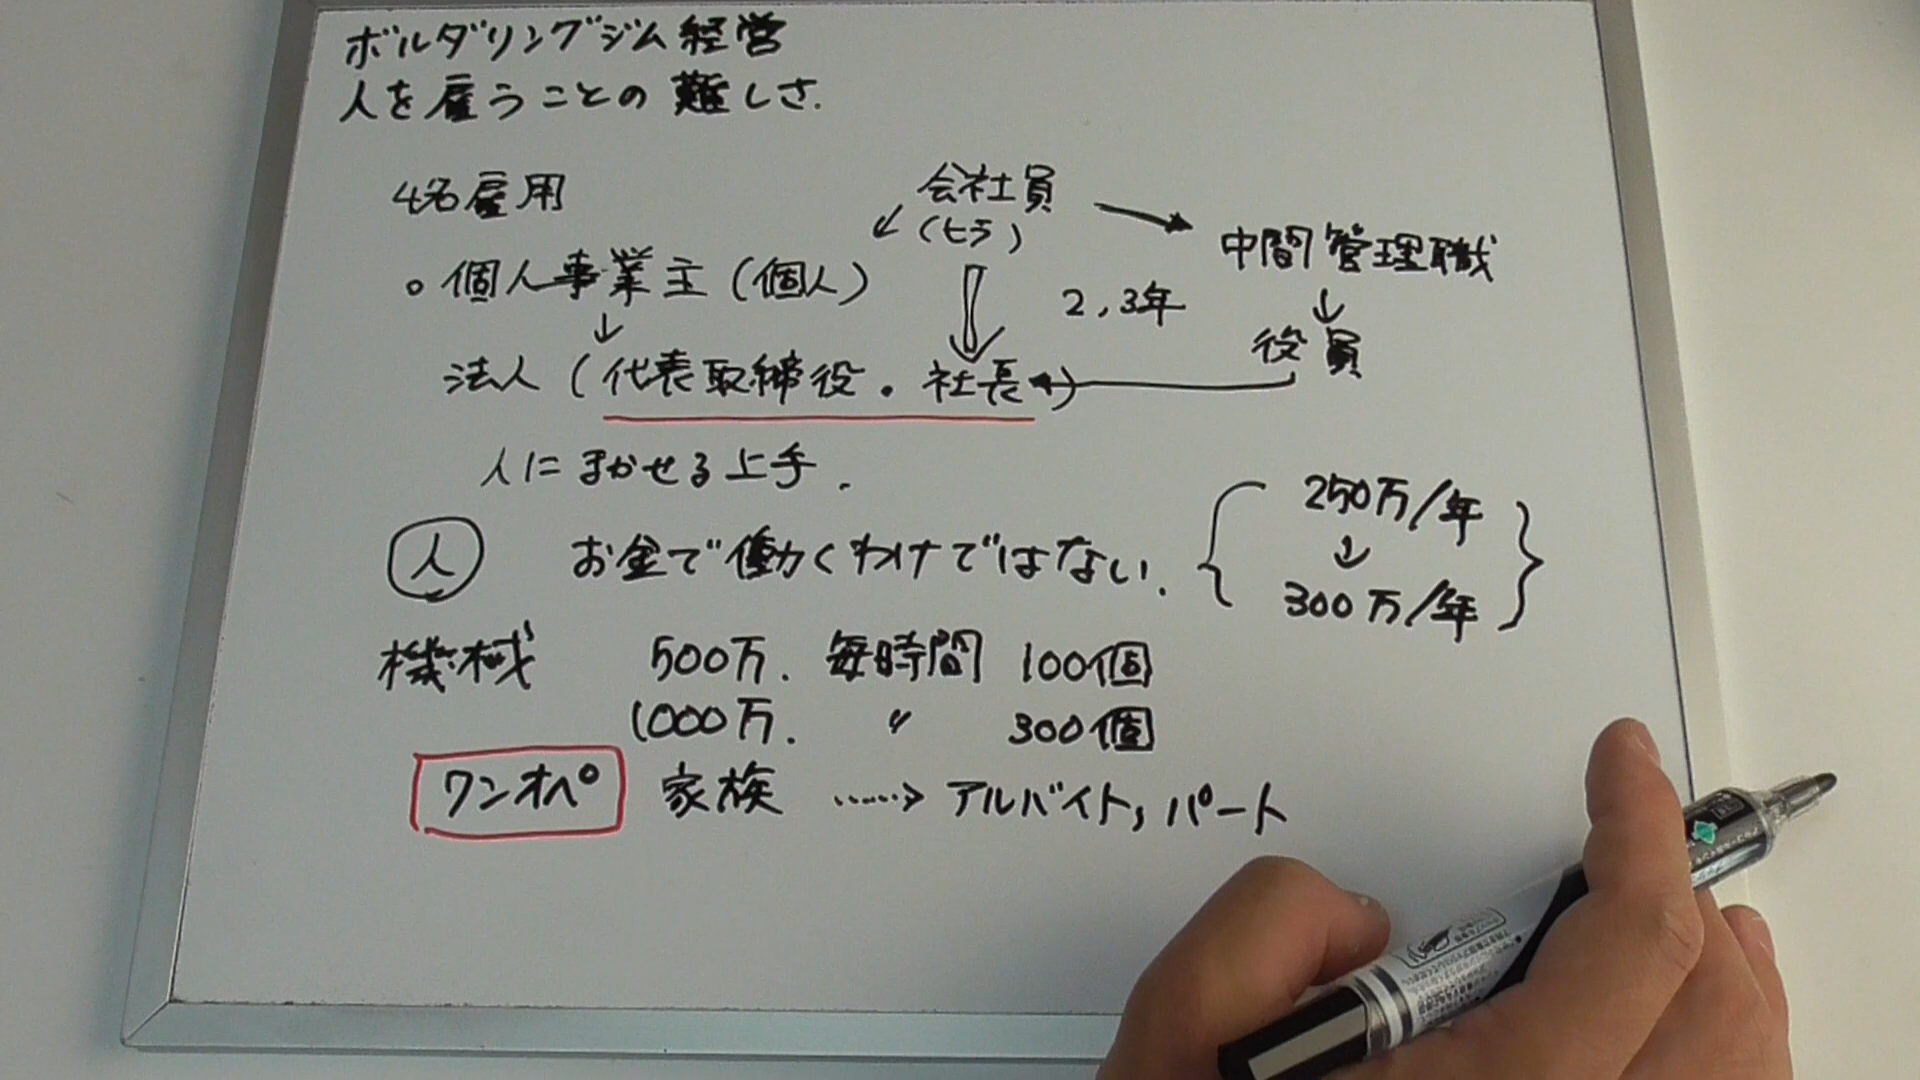 ボルダリングジム経営
人を雇うことの難しさ.
4名雇用
会社員
(ヒラ)
中間管理職
。個人事業主(個人)
2,3年
↓
↓
役員
法人(代表取締役・社長)
人にまかせる上手.
250万/年
↓
300万/年
人 お金で働くわけではない.
機械 500万. 毎時間 100個
1000万. 〃 300個
ワンオペ 家族 ……> アルバイト,パート